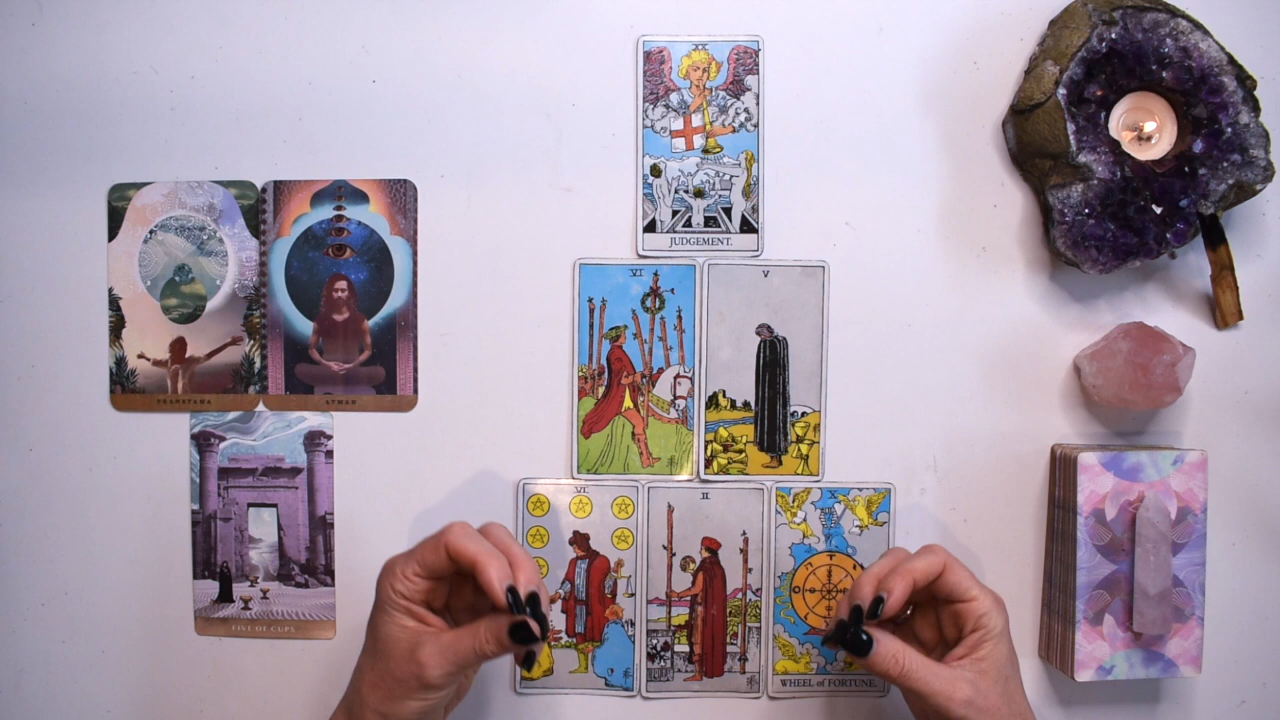 XX
JUDGEMENT.
PRANAYAMA
ATMAN
VI
V
FIVE OF CUPS
VI
II
X
WHEEL of FORTUNE.